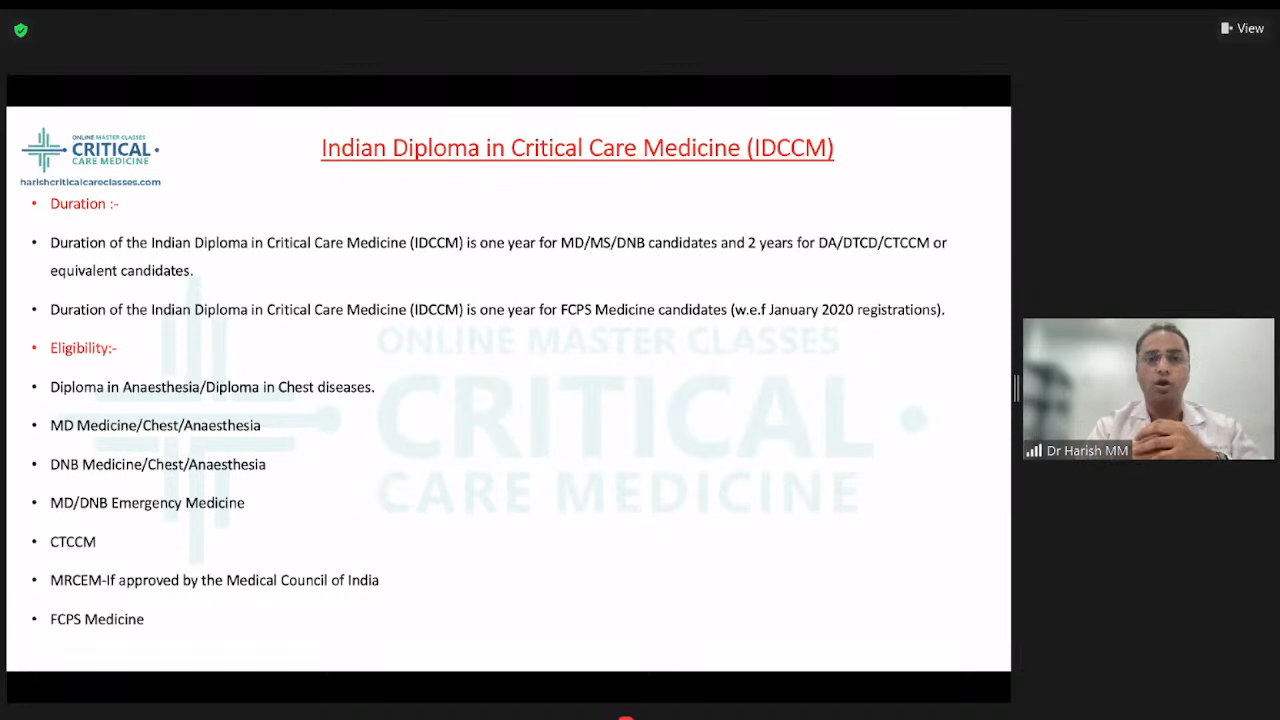 View
ONLINE MASTER CLASSES
CRITICAL
CARE MEDICINE
harishcriticalcareclasses.com
Indian Diploma in Critical Care Medicine (IDCCM)
• Duration :-
• Duration of the Indian Diploma in Critical Care Medicine (IDCCM) is one year for MD/MS/DNB candidates and 2 years for DA/DTCD/CTCCM or
equivalent candidates.
• Duration of the Indian Diploma in Critical Care Medicine (IDCCM) is one year for FCPS Medicine candidates (w.e.f January 2020 registrations).
• Eligibility:-
• Diploma in Anaesthesia/Diploma in Chest diseases.
• MD Medicine/Chest/Anaesthesia
• DNB Medicine/Chest/Anaesthesia
• MD/DNB Emergency Medicine
• CTCCM
• MRCEM-If approved by the Medical Council of India
• FCPS Medicine
ONLINE MASTER CLASSES
CRITICAL
CARE MEDICINE
Dr Harish MM